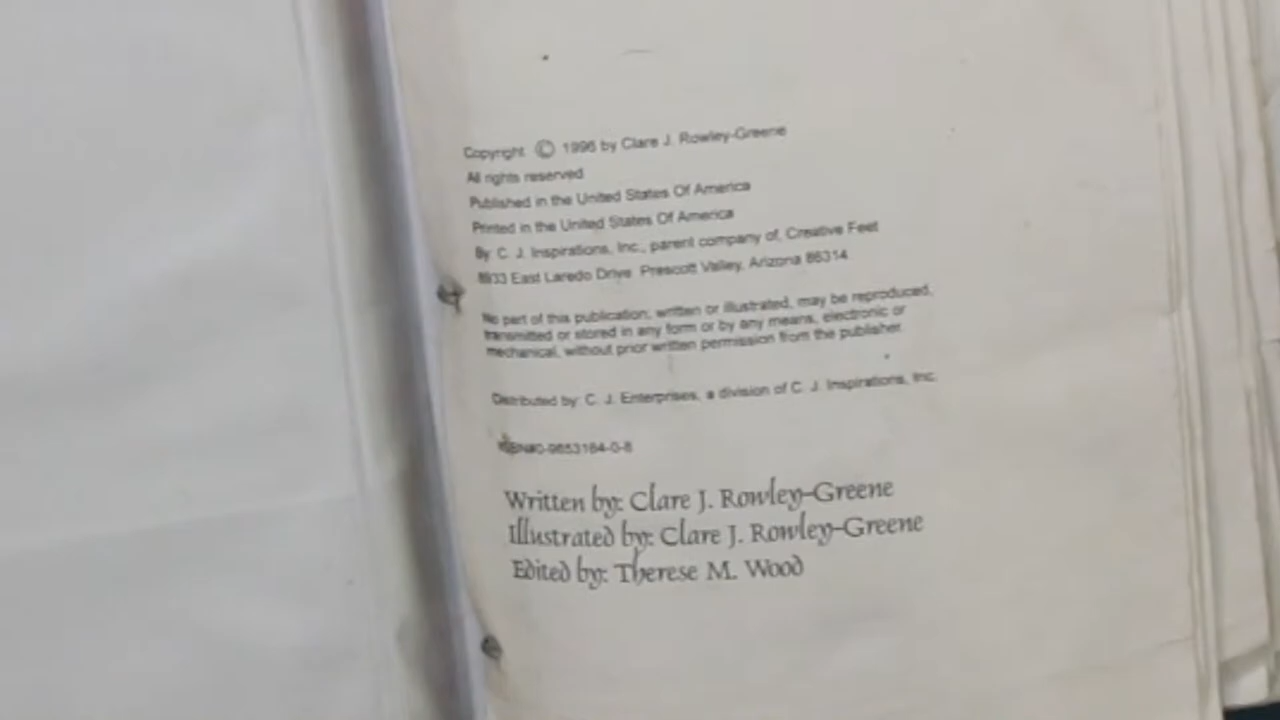 Copyright © 1996 by Clare J. Rowley-Greene
All rights reserved
Published in the United States Of America
Printed in the United States Of America
By C. J. Inspirations, Inc., parent company of, Creative Feet
8933 East Laredo Drive Prescott Valley, Arizona 86314
No part of this publication, written or illustrated, may be reproduced,
transmitted or stored in any form or by any means, electronic or
mechanical, without prior written permission from the publisher.
Distributed by: C. J. Enterprises, a division of C. J. Inspirations, Inc.
Written by: Clare J. Rowley-Greene
Illustrated by: Clare J. Rowley-Greene
Edited by: Therese M. Wood